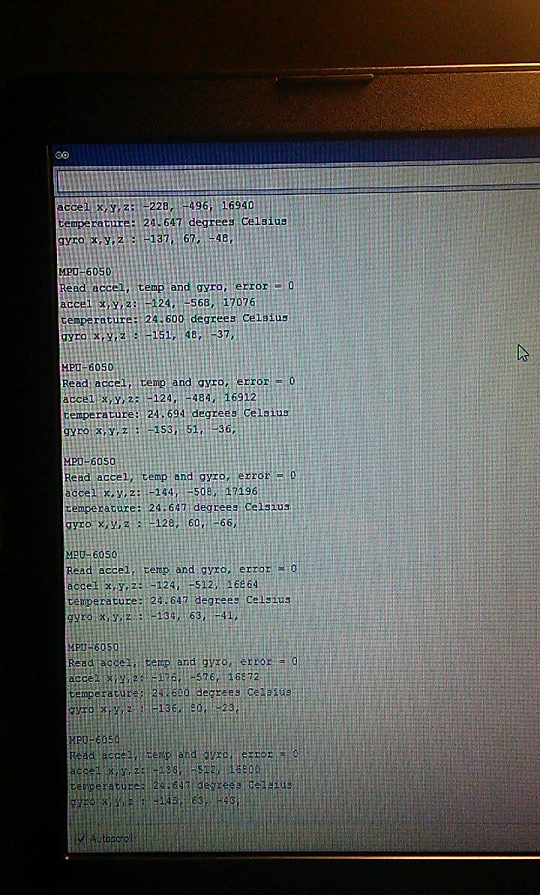 accel x,y,z: -228, -496, 16940
temperature: 24.647 degrees Celsius
gyro x,y,z : -137, 67, -48,
MPU-6050
Read accel, temp and gyro, error = 0
accel x,y,z: -124, -568, 17076
temperature: 24.600 degrees Celsius
gyro x,y,z : -151, 48, -37,
MPU-6050
Read accel, temp and gyro, error = 0
accel x,y,z: -124, -484, 16912
temperature: 24.694 degrees Celsius
gyro x,y,z : -153, 51, -36,
MPU-6050
Read accel, temp and gyro, error = 0
accel x,y,z: -144, -508, 17196
temperature: 24.647 degrees Celsius
gyro x,y,z : -128, 60, -66,
MPU-6050
Read accel, temp and gyro, error = 0
accel x,y,z: -124, -512, 16864
temperature: 24.647 degrees Celsius
gyro x,y,z : -134, 63, -41,
MPU-6050
Read accel, temp and gyro, error = 0
accel x,y,z: -176, -576, 16872
temperature: 24.600 degrees Celsius
gyro x,y,z : -136, 80, -23,
MPU-6050
Read accel, temp and gyro, error = 0
accel x,y,z: -512, 16800
temperature: 24.647 degrees Celsius
gyro x,y,z : -145, 63, -43,
Autoscroll